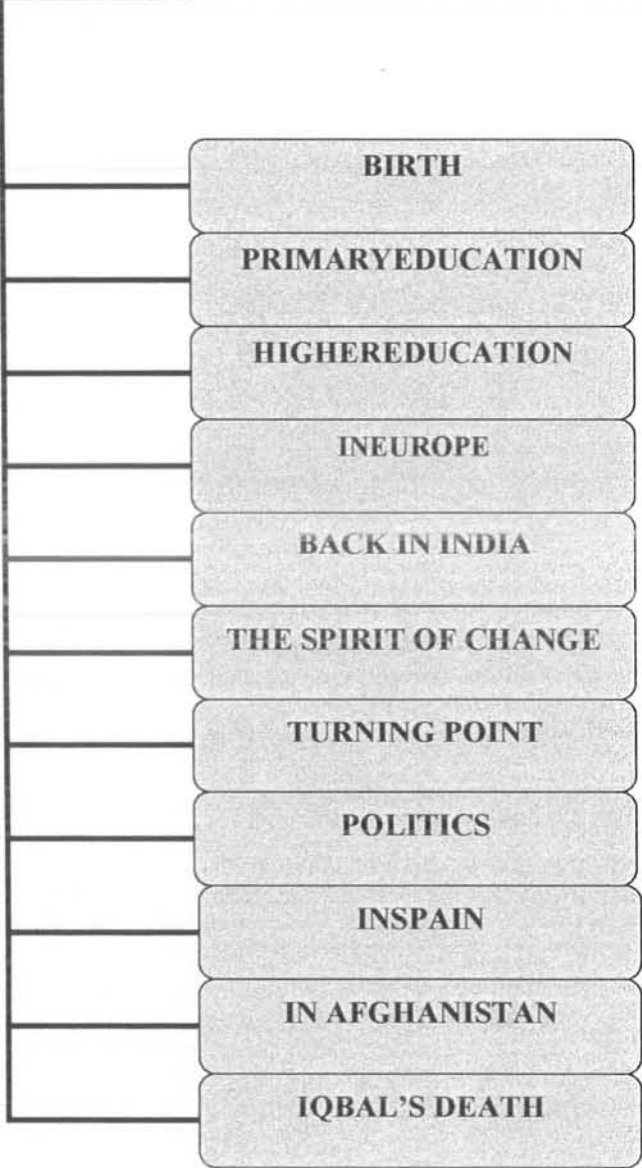 BIRTH
PRIMARYEDUCATION
HIGHEREDUCATION
INEUROPE
BACK IN INDIA
THE SPIRIT OF CHANGE
TURNING POINT
POLITICS
INSPAIN
IN AFGHANISTAN
IQBAL'S DEATH